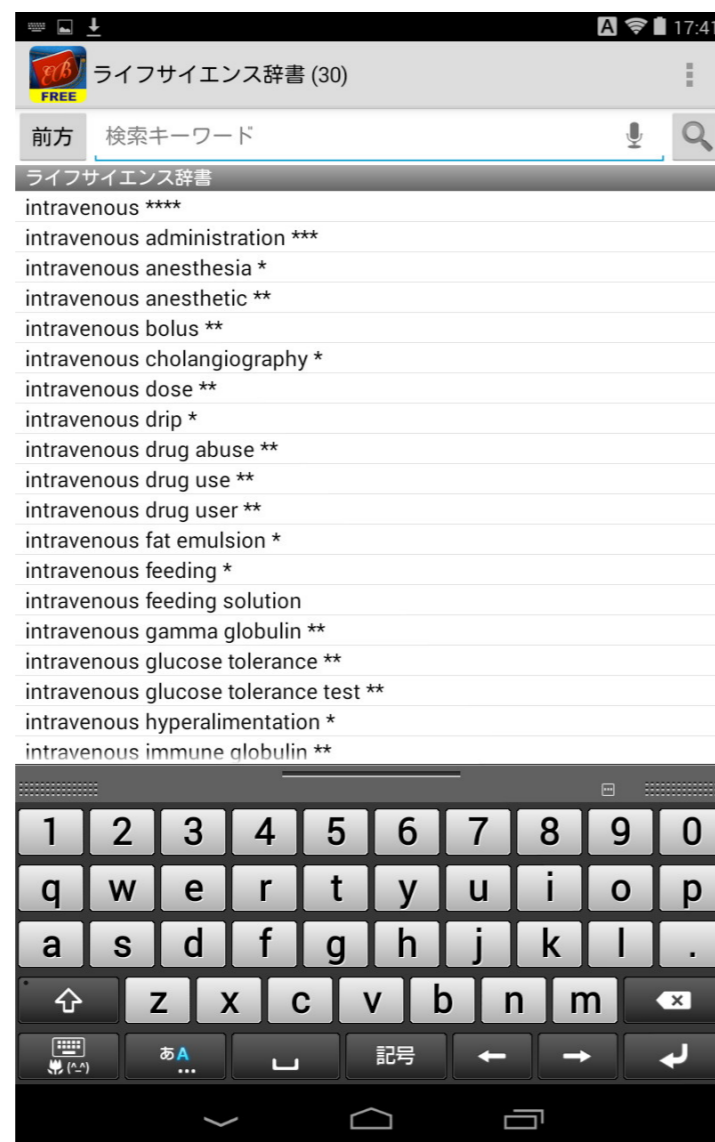 A 17:41
EB
FREE
ライフサイエンス辞書 (30)
前方 検索キーワード
ライフサイエンス辞書
intravenous ****
intravenous administration ***
intravenous anesthesia *
intravenous anesthetic **
intravenous bolus **
intravenous cholangiography *
intravenous dose **
intravenous drip *
intravenous drug abuse **
intravenous drug use **
intravenous drug user **
intravenous fat emulsion *
intravenous feeding *
intravenous feeding solution
intravenous gamma globulin **
intravenous glucose tolerance **
intravenous glucose tolerance test **
intravenous hyperalimentation *
intravenous immune globulin **
1 2 3 4 5 6 7 8 9 0
q w e r t y u i o p
a s d f g h j k l .
z x c v b n m
(^_^) あA... 記号 ← →